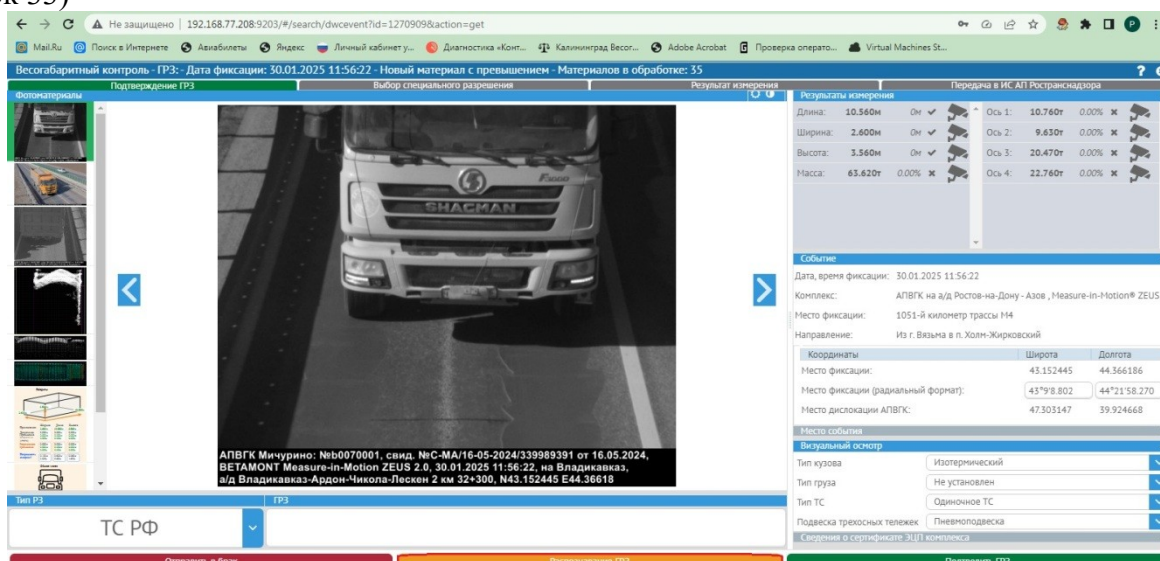 ← → C Не защищено | 192.168.77.208:9203/#/search/dwcevent?id=1270909&action=get
Mail.Ru Поиск в Интернете Авиабилеты Яндекс Личный кабинет у... Диагностика «Конт... Калининград Весог... Adobe Acrobat Проверка операто... Virtual Machines St...
Весогабаритный контроль - ГРЗ: - Дата фиксации: 30.01.2025 11:56:22 - Новый материал с превышением - Материалов в обработке: 35
Подтверждение ГРЗ Выбор специального разрешения Результат измерения Передача в ИС АП Ространснадзора
Фотоматериалы
SHACMAN
F3000
АПВГК Мичурино: №b0070001, свид. №С-МА/16-05-2024/339989391 от 16.05.2024,
BETAMONT Measure-in-Motion ZEUS 2.0, 30.01.2025 11:56:22, на Владикавказ,
а/д Владикавказ-Ардон-Чикола-Лескен 2 км 32+300, N43.152445 E44.36618
Тип РЗ ГРЗ
ТС РФ
Результаты измерения
Длина: 10.560м 0м Ось 1: 10.760т 0.00%
Ширина: 2.600м 0м Ось 2: 9.630т 0.00%
Высота: 3.560м 0м Ось 3: 20.470т 0.00%
Масса: 63.620т 0.00% Ось 4: 22.760т 0.00%
Событие
Дата, время фиксации: 30.01.2025 11:56:22
Комплекс: АПВГК на а/д Ростов-на-Дону - Азов , Measure-in-Motion® ZEUS
Место фиксации: 1051-й километр трассы М4
Направление: Из г. Вязьма в п. Холм-Жирковский
Координаты Широта Долгота
Место фиксации: 43.152445 44.366186
Место фиксации (радиальный формат): 43°9'8.802 44°21'58.270
Место дислокации АПВГК: 47.303147 39.924668
Место события
Визуальный осмотр
Тип кузова Изотермический
Тип груза Не установлен
Тип ТС Одиночное ТС
Подвеска трехосных тележек Пневмоподвеска
Сведения о сертификате ЭЦП комплекса